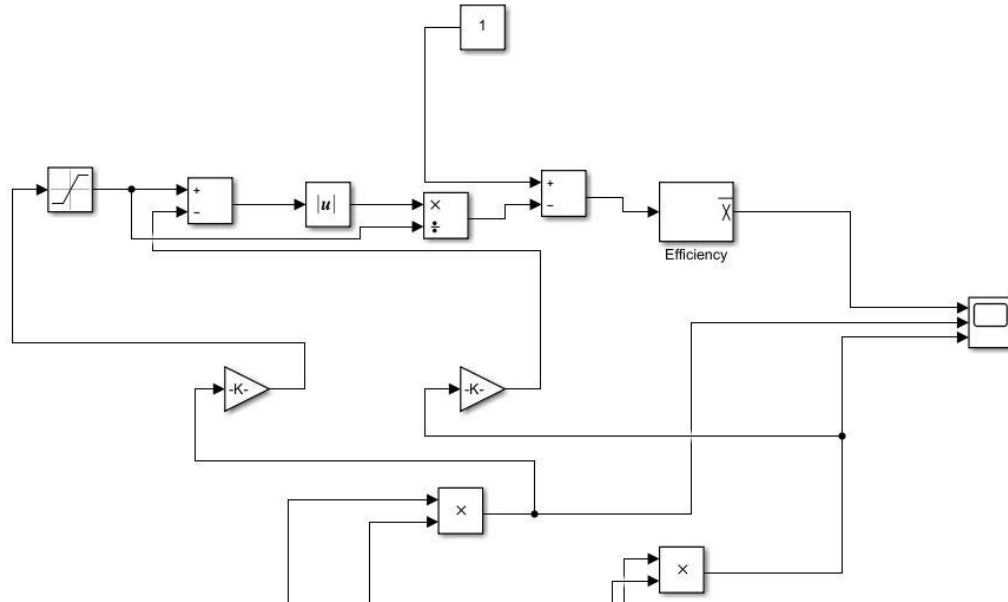 1
+
−
|u|
×
÷
+
−
x
Efficiency
-K-
-K-
×
×